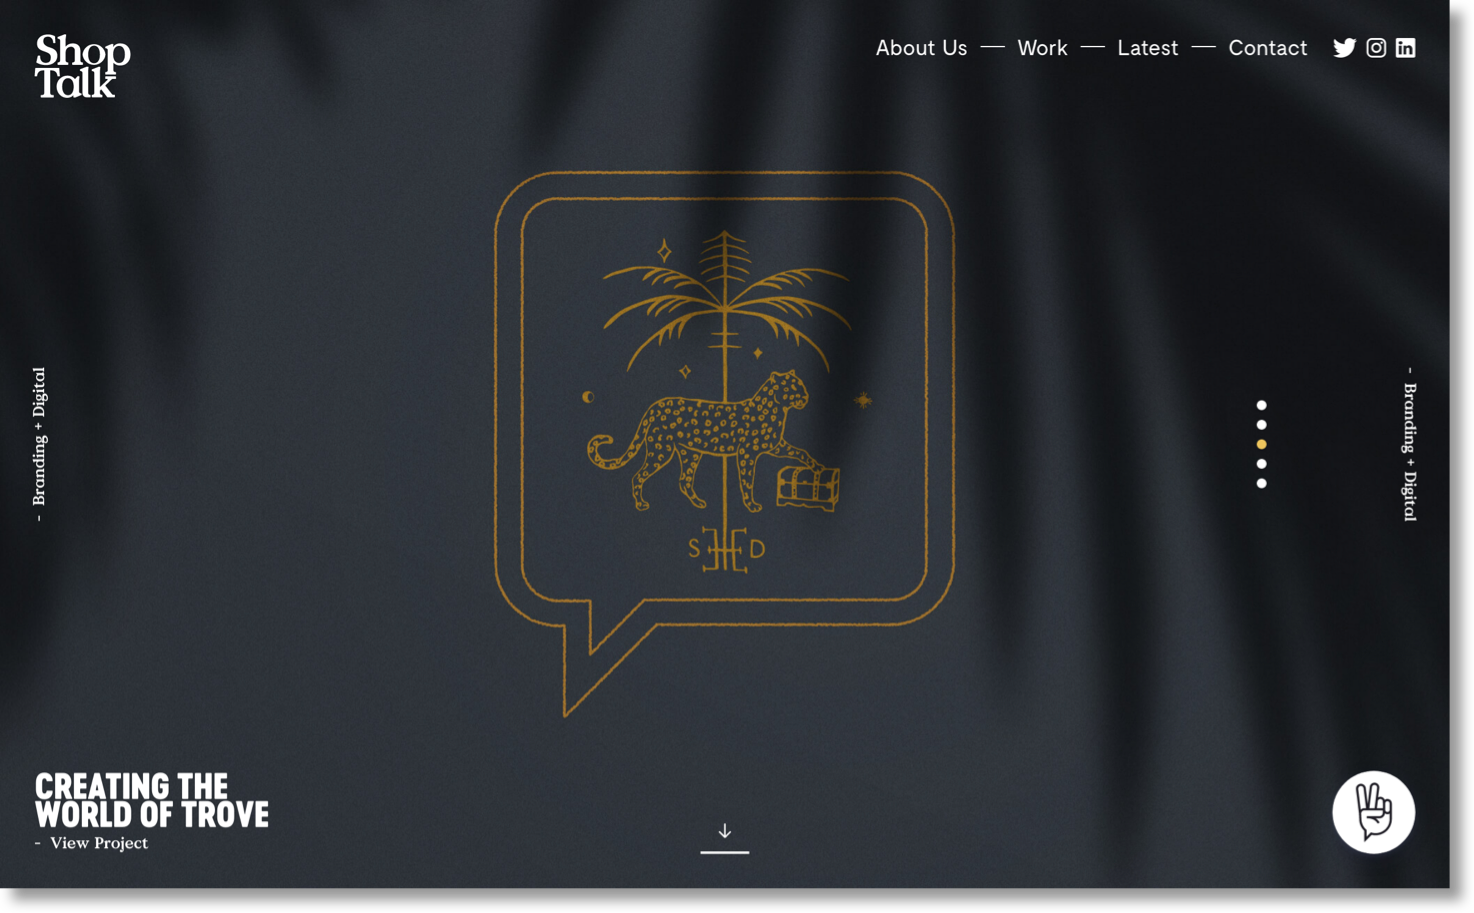 Shop
Talk
About Us — Work — Latest — Contact
- Branding + Digital
- Branding + Digital
S D
CREATING THE
WORLD OF TROVE
- View Project